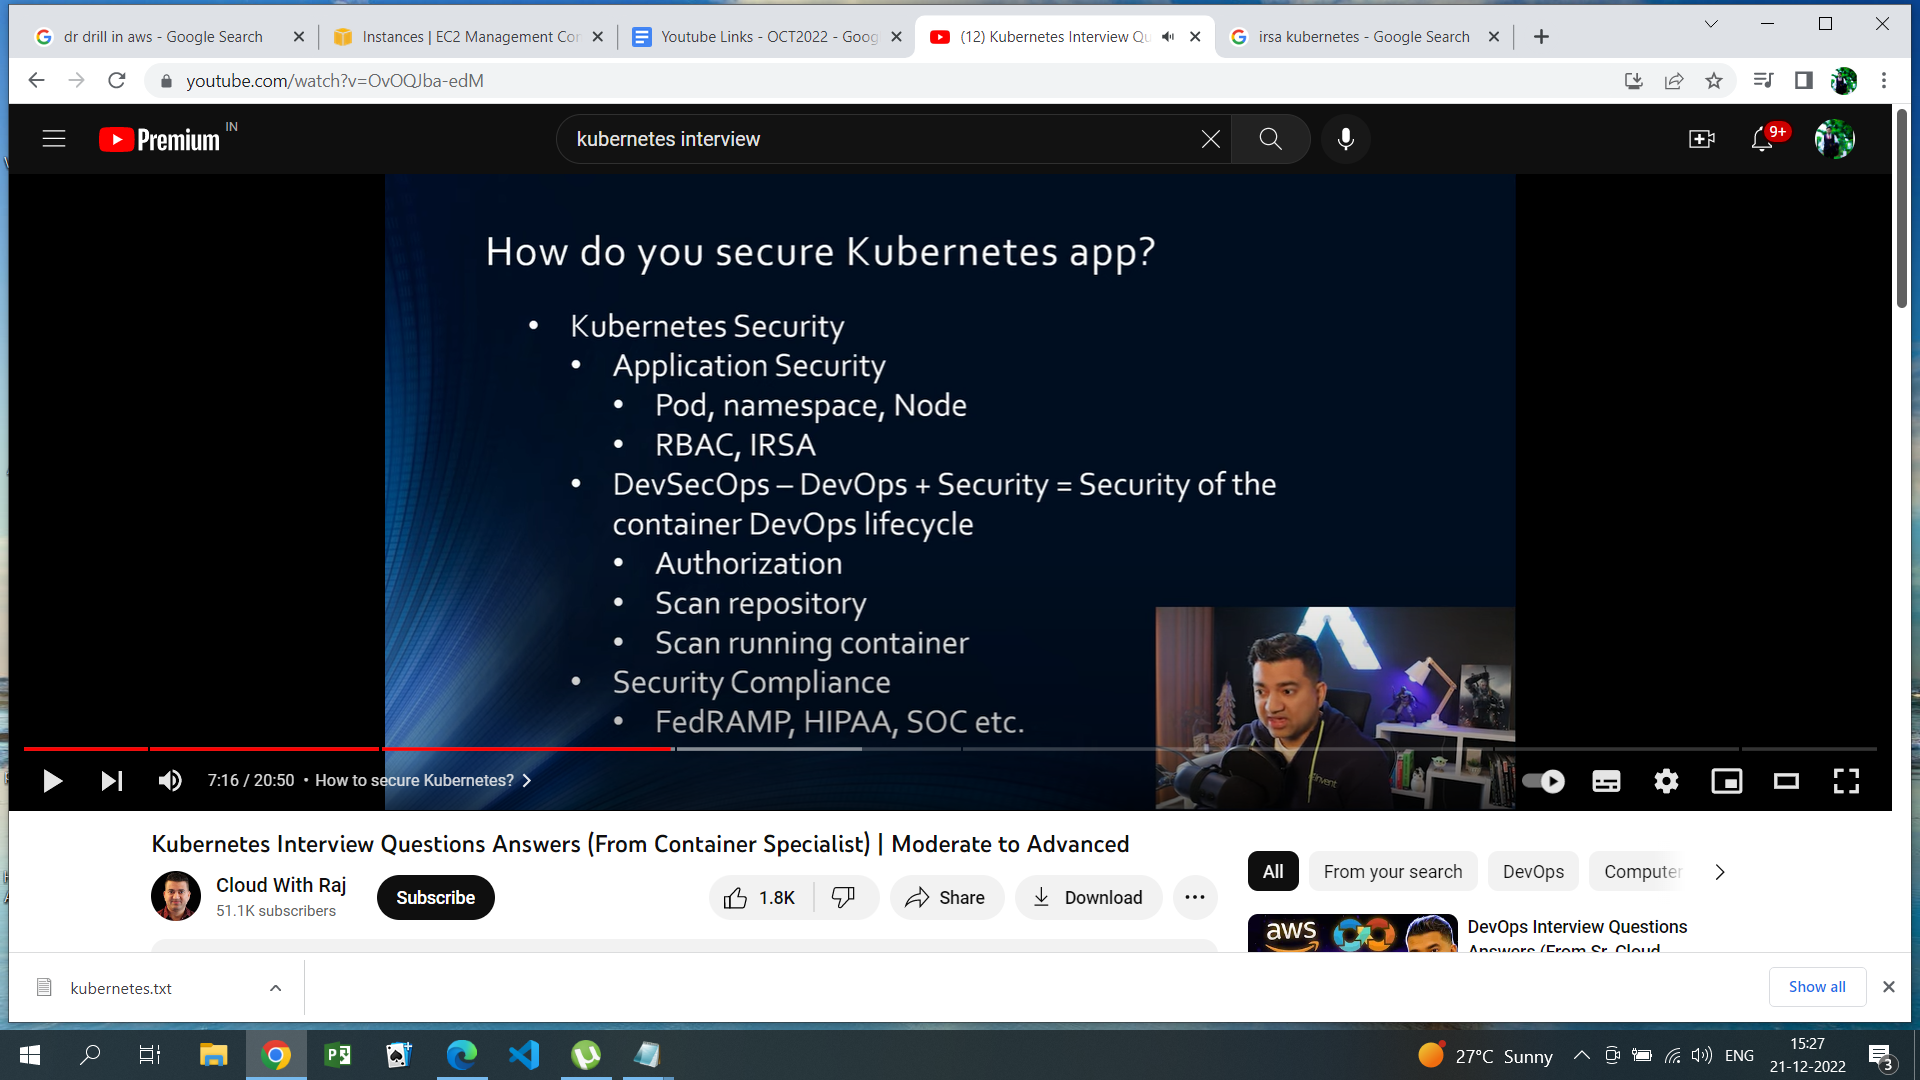 dr drill in aws - Google Search
Instances | EC2 Management Con
Youtube Links - OCT2022 - Goog
(12) Kubernetes Interview Qu
irsa kubernetes - Google Search
youtube.com/watch?v=OvOQJba-edM
Premium IN
kubernetes interview
9+
How do you secure Kubernetes app?
• Kubernetes Security
• Application Security
• Pod, namespace, Node
• RBAC, IRSA
• DevSecOps – DevOps + Security = Security of the
container DevOps lifecycle
• Authorization
• Scan repository
• Scan running container
• Security Compliance
• FedRAMP, HIPAA, SOC etc.
7:16 / 20:50 • How to secure Kubernetes?
Kubernetes Interview Questions Answers (From Container Specialist) | Moderate to Advanced
Cloud With Raj
51.1K subscribers
Subscribe
1.8K
Share
Download
All
From your search
DevOps
Computer
aws
DevOps Interview Questions
Answers (From Sr. Cloud
kubernetes.txt
Show all
27°C Sunny
ENG
15:27
21-12-2022
3